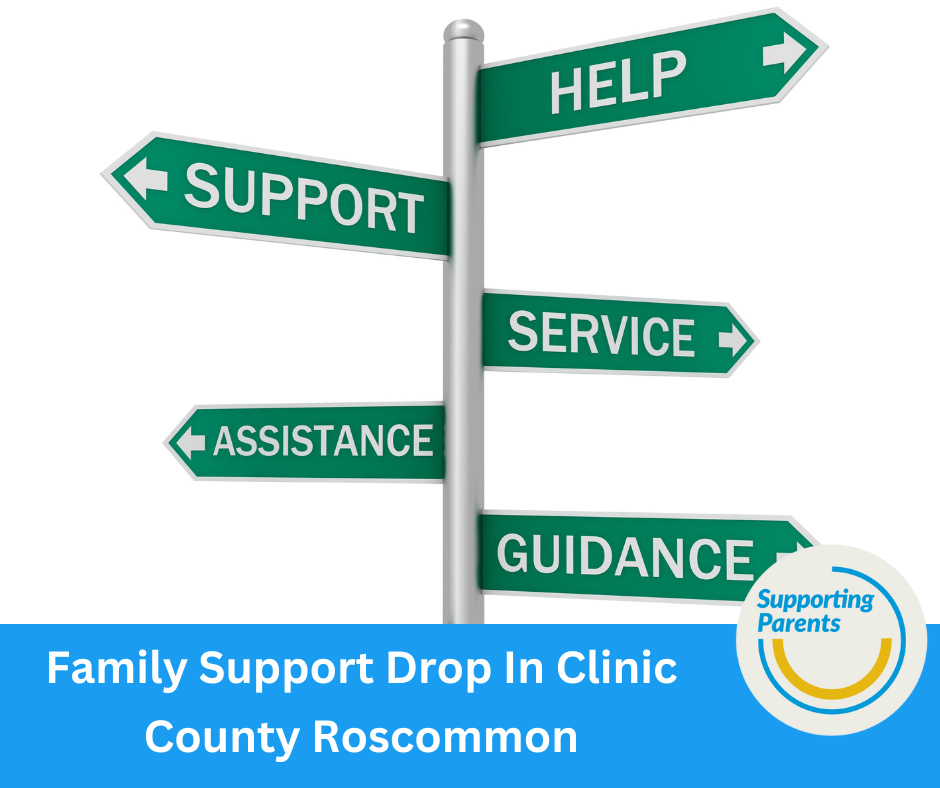 HELP
SUPPORT
SERVICE
ASSISTANCE
GUIDANCE
Supporting
Parents
Family Support Drop In Clinic
County Roscommon